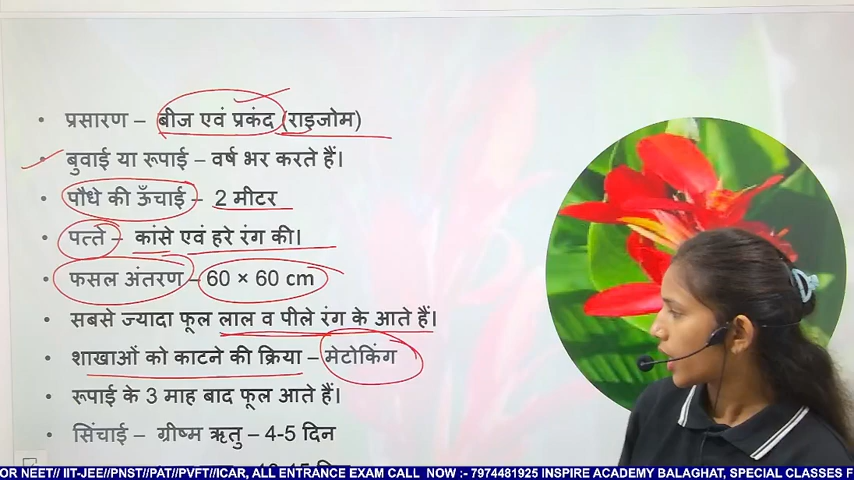 प्रसारण – बीज एवं प्रकंद (राइजोम)
बुवाई या रूपाई – वर्ष भर करते हैं।
पौधे की ऊँचाई – 2 मीटर
पत्ते – कांसे एवं हरे रंग की।
फसल अंतरण – 60 × 60 cm
सबसे ज्यादा फूल लाल व पीले रंग के आते हैं।
शाखाओं को काटने की क्रिया – मेटोकिंग
रूपाई के 3 माह बाद फूल आते हैं।
सिंचाई – ग्रीष्म ऋतु – 4-5 दिन
OR NEET// IIT-JEE//PNST//PAT//PVFT//ICAR, ALL ENTRANCE EXAM CALL NOW :- 7974481925 INSPIRE ACADEMY BALAGHAT, SPECIAL CLASSES F